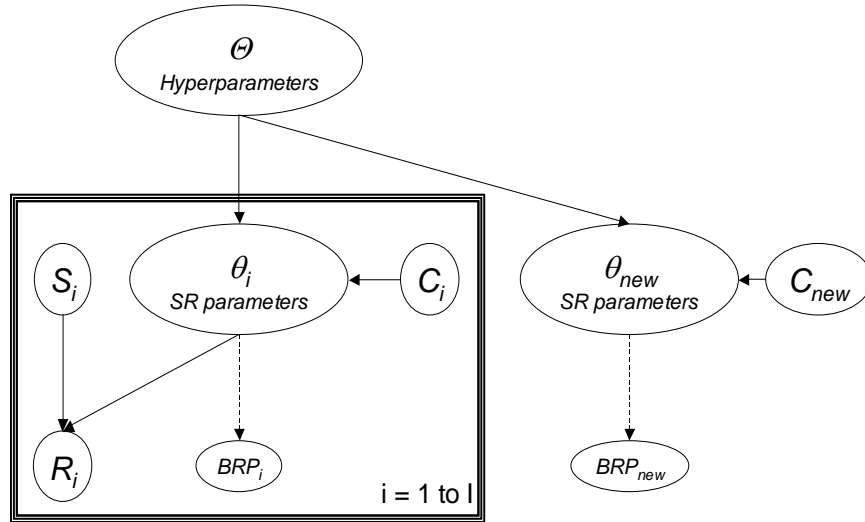 Θ
Hyperparameters
S_i
θ_i
SR parameters
C_i
θ_new
SR parameters
C_new
R_i
BRP_i
i = 1 to I
BRP_new